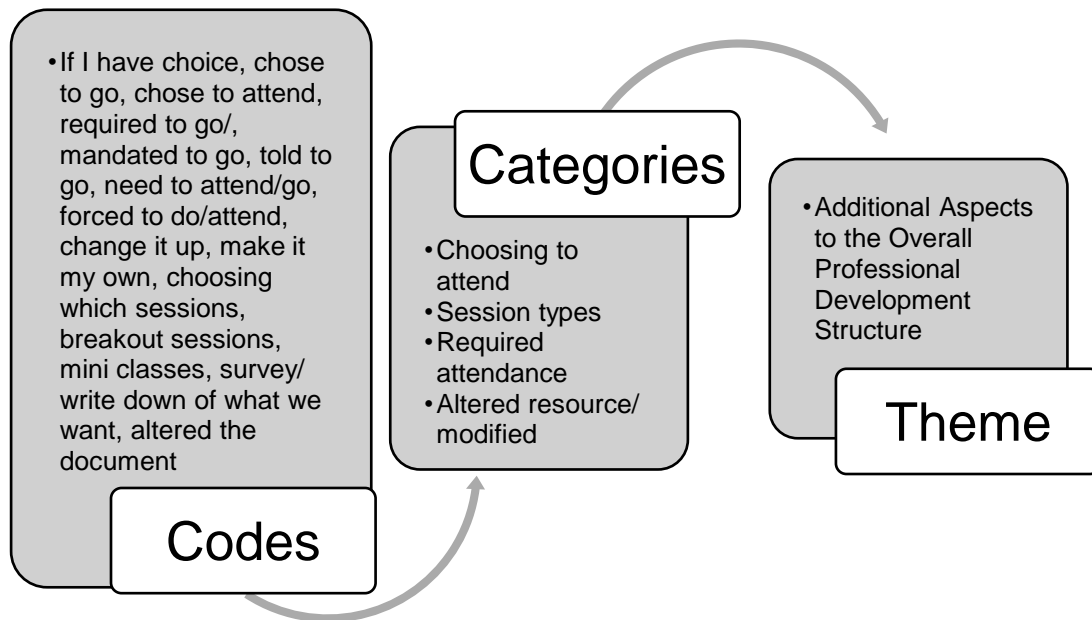 •If I have choice, chose
to go, chose to attend,
required to go/,
mandated to go, told to
go, need to attend/go,
forced to do/attend,
change it up, make it
my own, choosing
which sessions,
breakout sessions,
mini classes, survey/
write down of what we
want, altered the
document
Codes
Categories
•Choosing to
attend
•Session types
•Required
attendance
•Altered resource/
modified
•Additional Aspects
to the Overall
Professional
Development
Structure
Theme